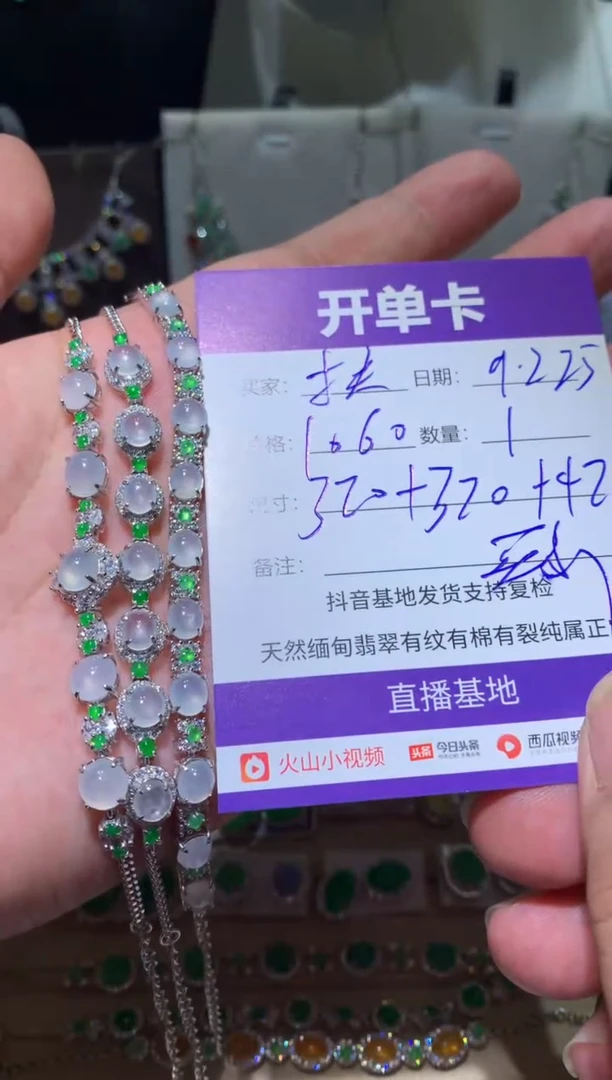 开单卡
买家: 日期: 9.225
价格: 1060 数量: 1
尺寸: 320+320+42
备注:
抖音基地发货支持复检
天然缅甸翡翠有纹有棉有裂纯属正
直播基地
火山小视频 头条 今日头条 西瓜视频